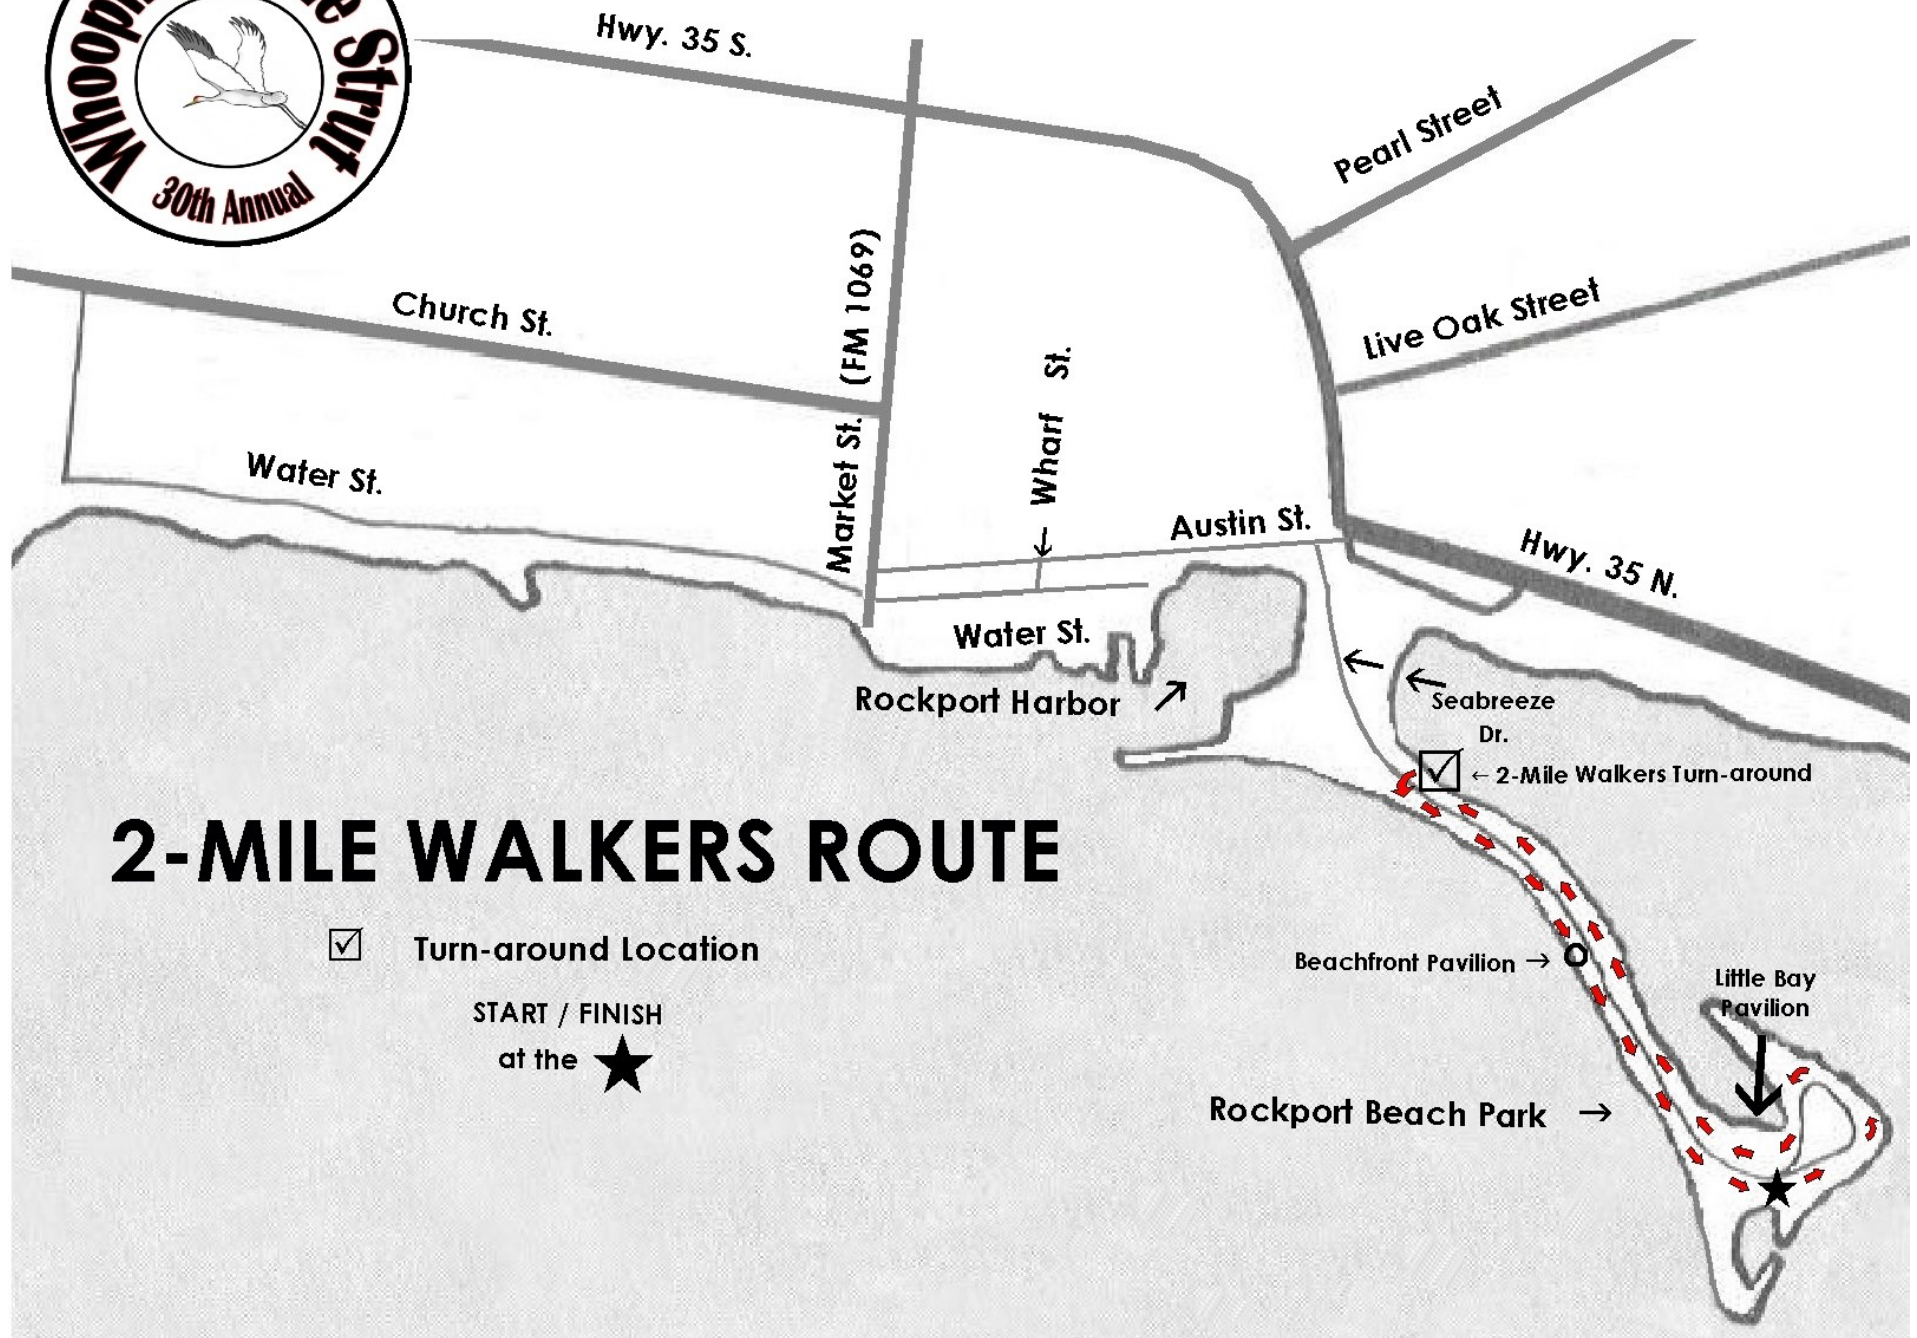 Strut
30th Annual
Hwy. 35 S.
Pearl Street
Live Oak Street
Church St.
Market St. (FM 1069)
Wharf St.
Water St.
Austin St.
Hwy. 35 N.
Water St.
Rockport Harbor
Seabreeze
Dr.
2-Mile Walkers Turn-around
2-MILE WALKERS ROUTE
Turn-around Location
START / FINISH
at the
Beachfront Pavilion
Little Bay
Pavilion
Rockport Beach Park